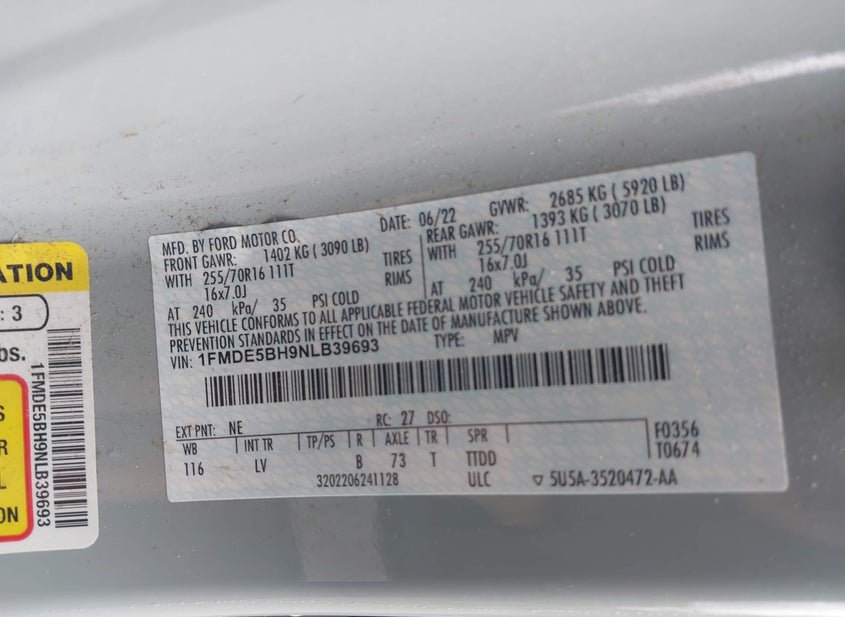 MFD. BY FORD MOTOR CO.
DATE: 06/22 GVWR: 2685 KG ( 5920 LB)
FRONT GAWR: 1402 KG ( 3090 LB)
REAR GAWR: 1393 KG ( 3070 LB)
WITH 255/70R16 111T TIRES
WITH 255/70R16 111T TIRES
16x7.0J RIMS
16x7.0J RIMS
AT 240 kPa/ 35 PSI COLD
AT 240 kPa/ 35 PSI COLD
THIS VEHICLE CONFORMS TO ALL APPLICABLE FEDERAL MOTOR VEHICLE SAFETY AND THEFT
PREVENTION STANDARDS IN EFFECT ON THE DATE OF MANUFACTURE SHOWN ABOVE.
VIN: 1FMDE5BH9NLB39693 TYPE: MPV
EXT PNT: NE RC: 27 DSO:
WB INT TR TP/PS R AXLE TR SPR
116 LV B 73 T TTDD
F0356
T0674
3202206241128 ULC 5U5A-3520472-AA
ATION
: 3
bs.
S
R
L
ON
1FMDE5BH9NLB39693